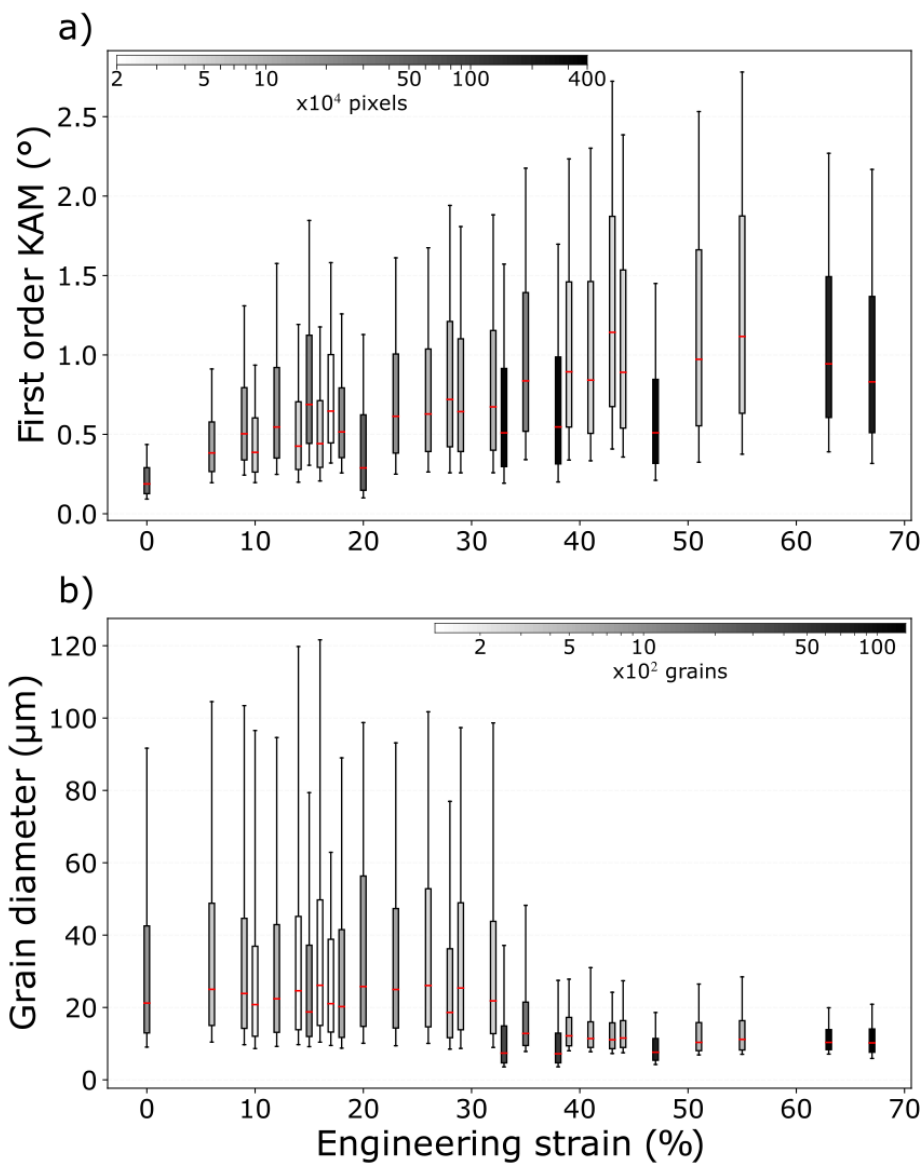 a)
2 5 10 50 100 400
x10⁴ pixels
First order KAM (°)
2.5
2.0
1.5
1.0
0.5
0.0
0 10 20 30 40 50 60 70
b)
2 5 10 50 100
x10² grains
Grain diameter (µm)
120
100
80
60
40
20
0
0 10 20 30 40 50 60 70
Engineering strain (%)